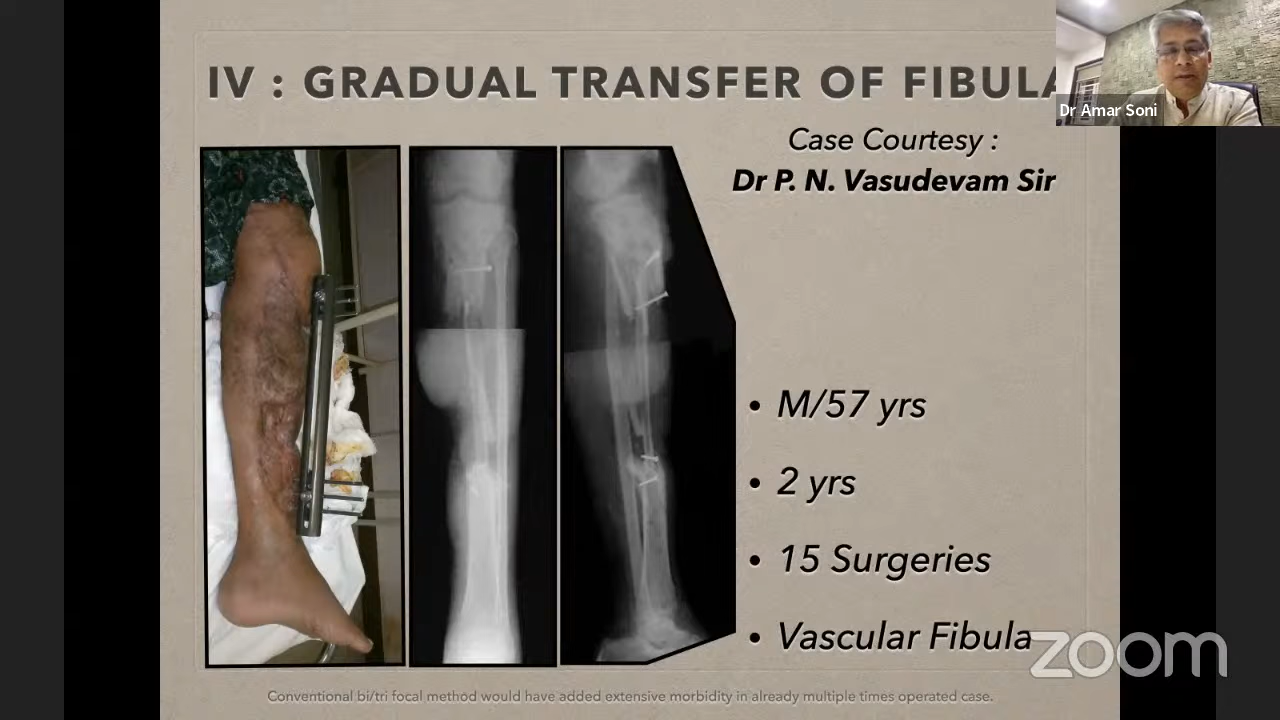 IV : GRADUAL TRANSFER OF FIBULA
Dr Amar Soni
Case Courtesy :
Dr P. N. Vasudevam Sir
• M/57 yrs
• 2 yrs
• 15 Surgeries
• Vascular Fibula
zoom
Conventional bi/tri focal method would have added extensive morbidity in already multiple times operated case.